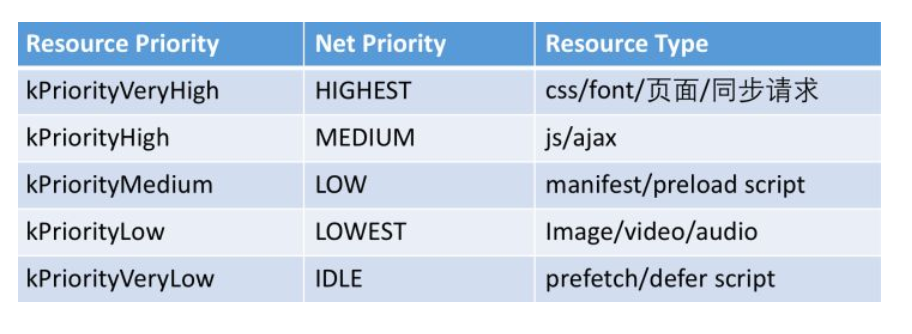 Resource Priority Net Priority Resource Type
kPriorityVeryHigh HIGHEST css/font/页面/同步请求
kPriorityHigh MEDIUM js/ajax
kPriorityMedium LOW manifest/preload script
kPriorityLow LOWEST Image/video/audio
kPriorityVeryLow IDLE prefetch/defer script